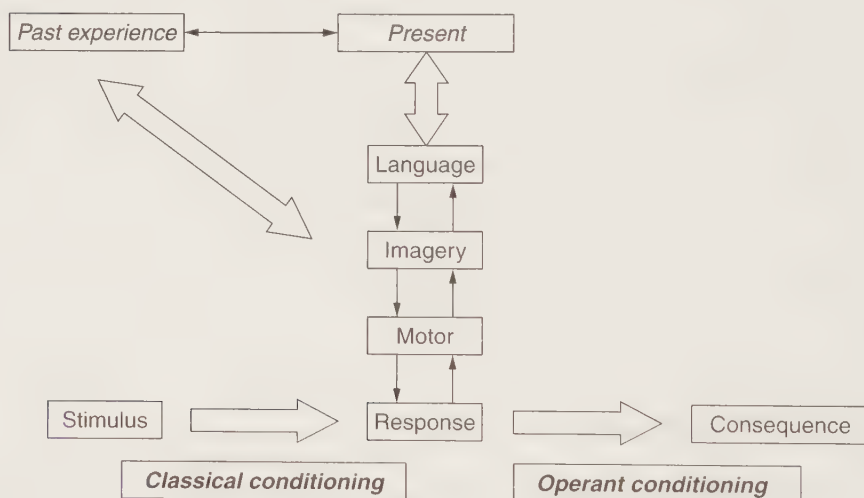 Past experience
Present
Language
Imagery
Motor
Stimulus
Response
Consequence
Classical conditioning
Operant conditioning